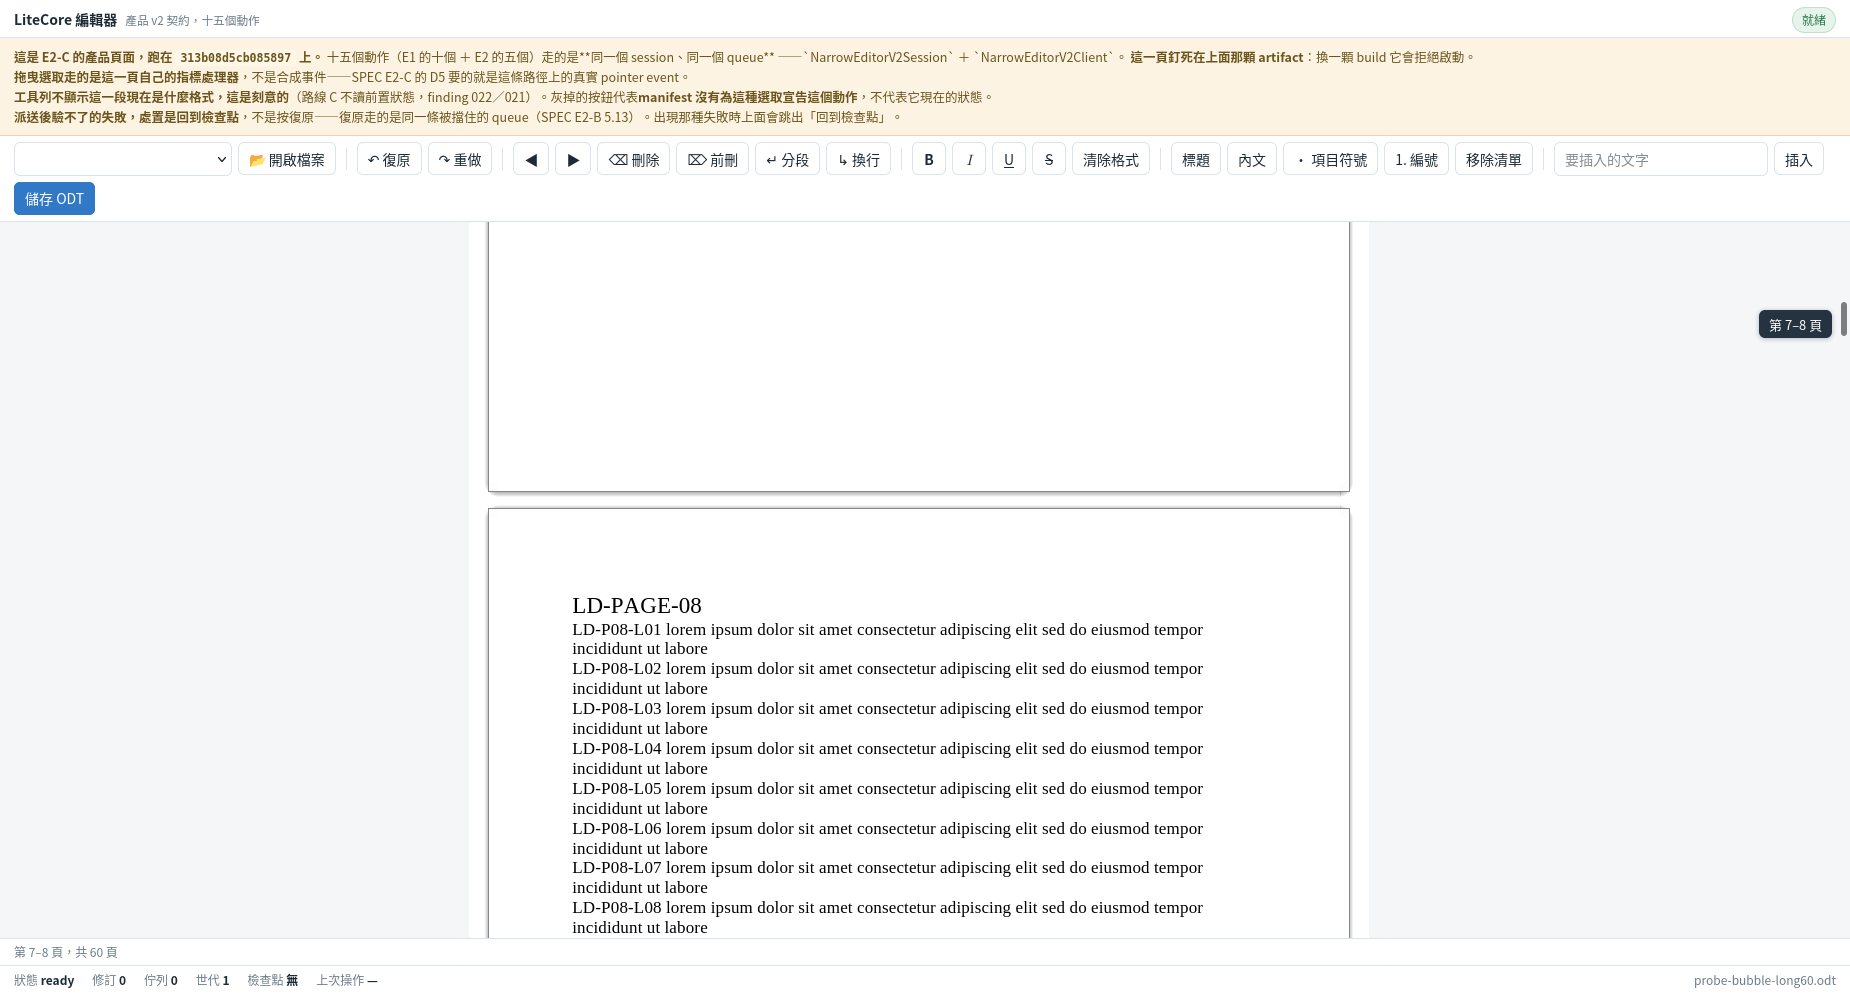 LiteCore 編輯器 產品 v2 契約，十五個動作 就緒
這是 E2-C 的產品頁面，跑在 313b08d5cb085897 上。 十五個動作（E1 的十個 ＋ E2 的五個）走的是**同一個 session、同一個 queue** ──`NarrowEditorV2Session` ＋ `NarrowEditorV2Client`。 這一頁釘死在上面那顆 artifact：換一顆 build 它會拒絕啟動。
拖曳選取走的是這一頁自己的指標處理器，不是合成事件──SPEC E2-C 的 D5 要的就是這條路徑上的真實 pointer event。
工具列不顯示這一段現在是什麼格式，這是刻意的（路線 C 不讀前置狀態，finding 022／021）。灰掉的按鈕代表manifest 沒有為這種選取宣告這個動作，不代表它現在的狀態。
派送後驗不了的失敗，處置是回到檢查點，不是按復原──復原走的是同一條被擋住的 queue（SPEC E2-B 5.13）。出現那種失敗時上面會跳出「回到檢查點」。
📂 開啟檔案 ↶ 復原 ↷ 重做 ◀ ▶ ⌫ 刪除 ⌦ 前刪 ↵ 分段 ↳ 換行 B I U S 清除格式 標題 內文 • 項目符號 1. 編號 移除清單 要插入的文字 插入
儲存 ODT
第 7–8 頁
LD-PAGE-08
LD-P08-L01 lorem ipsum dolor sit amet consectetur adipiscing elit sed do eiusmod tempor
incididunt ut labore
LD-P08-L02 lorem ipsum dolor sit amet consectetur adipiscing elit sed do eiusmod tempor
incididunt ut labore
LD-P08-L03 lorem ipsum dolor sit amet consectetur adipiscing elit sed do eiusmod tempor
incididunt ut labore
LD-P08-L04 lorem ipsum dolor sit amet consectetur adipiscing elit sed do eiusmod tempor
incididunt ut labore
LD-P08-L05 lorem ipsum dolor sit amet consectetur adipiscing elit sed do eiusmod tempor
incididunt ut labore
LD-P08-L06 lorem ipsum dolor sit amet consectetur adipiscing elit sed do eiusmod tempor
incididunt ut labore
LD-P08-L07 lorem ipsum dolor sit amet consectetur adipiscing elit sed do eiusmod tempor
incididunt ut labore
LD-P08-L08 lorem ipsum dolor sit amet consectetur adipiscing elit sed do eiusmod tempor
incididunt ut labore
第 7–8 頁，共 60 頁
狀態 ready 修訂 0 佇列 0 世代 1 檢查點 無 上次操作 — probe-bubble-long60.odt